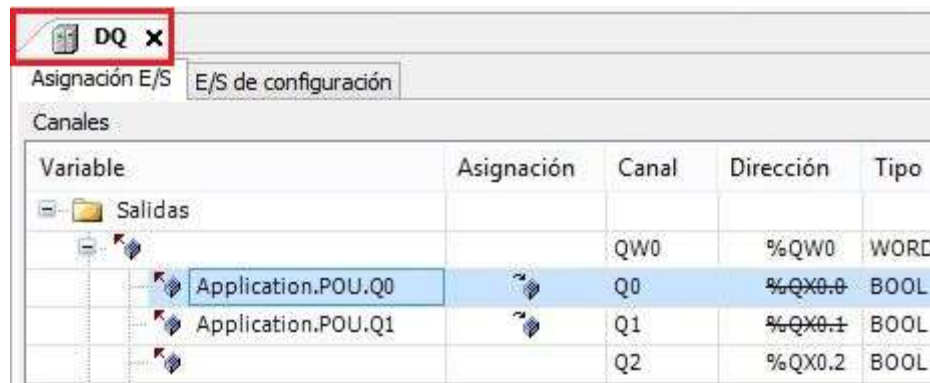 DQ
Asignación E/S E/S de configuración
Canales
Variable Asignación Canal Dirección Tipo
Salidas
QW0 %QW0 WORD
Application.POU.Q0 Q0 %QX0.0 BOOL
Application.POU.Q1 Q1 %QX0.1 BOOL
Q2 %QX0.2 BOOL